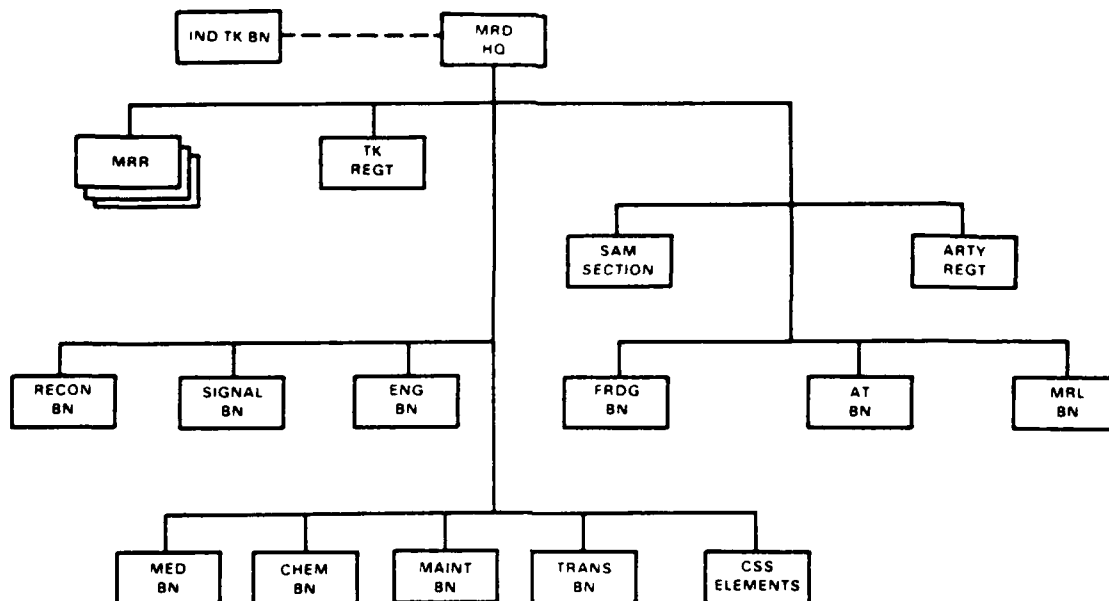 IND TK BN
MRD
HQ
MRR
TK
REGT
SAM
SECTION
ARTY
REGT
RECON
BN
SIGNAL
BN
ENG
BN
FRDG
BN
AT
BN
MRL
BN
MED
BN
CHEM
BN
MAINT
BN
TRANS
BN
CSS
ELEMENTS